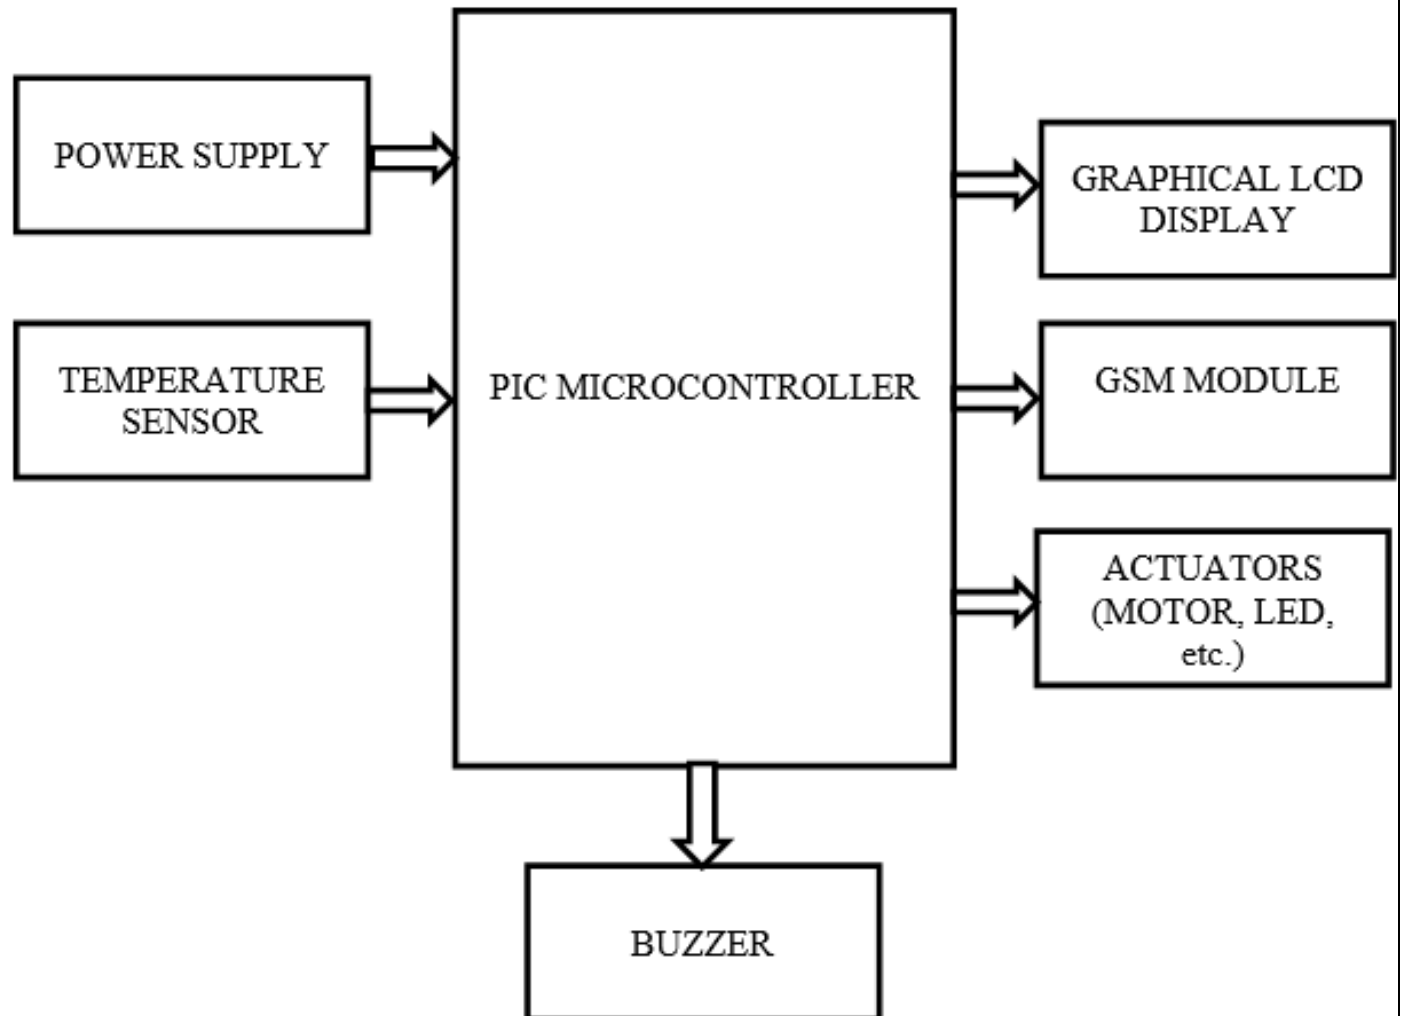 POWER SUPPLY
TEMPERATURE
SENSOR
PIC MICROCONTROLLER
GRAPHICAL LCD
DISPLAY
GSM MODULE
ACTUATORS
(MOTOR, LED,
etc.)
BUZZER